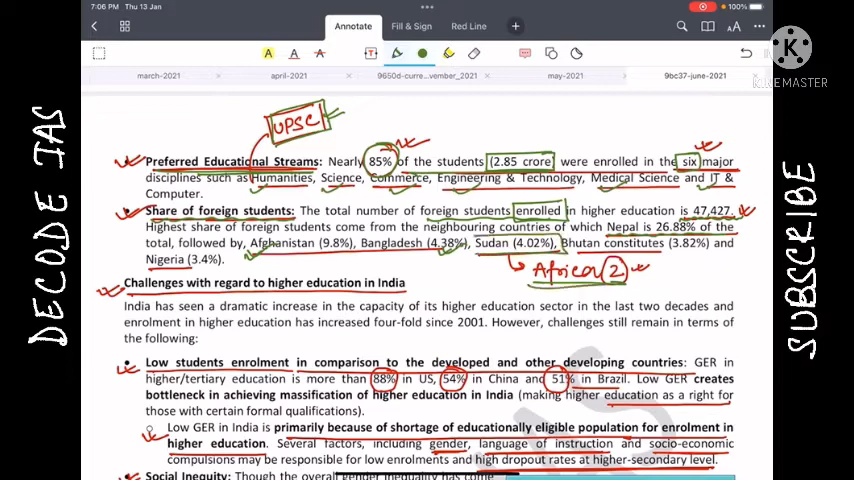 7:06 PM Thu 13 Jan
100%
Annotate Fill & Sign Red Line
KINEMASTER
march-2021 april-2021 9650d-curre...vember_2021 may-2021 9bc37-june-2021
DECODE IAS
SUBSCRIBE
UPSC
• Preferred Educational Streams: Nearly 85% of the students (2.85 crore) were enrolled in the six major
disciplines such as Humanities, Science, Commerce, Engineering & Technology, Medical Science and IT &
Computer.
• Share of foreign students: The total number of foreign students enrolled in higher education is 47,427.
Highest share of foreign students come from the neighbouring countries of which Nepal is 26.88% of the
total, followed by, Afghanistan (9.8%), Bangladesh (4.38%), Sudan (4.02%), Bhutan constitutes (3.82%) and
Nigeria (3.4%).
Africa 2
Challenges with regard to higher education in India
India has seen a dramatic increase in the capacity of its higher education sector in the last two decades and
enrolment in higher education has increased four-fold since 2001. However, challenges still remain in terms of
the following:
• Low students enrolment in comparison to the developed and other developing countries: GER in
higher/tertiary education is more than 88% in US, 54% in China and 51% in Brazil. Low GER creates
bottleneck in achieving massification of higher education in India (making higher education as a right for
those with certain formal qualifications).
o Low GER in India is primarily because of shortage of educationally eligible population for enrolment in
higher education. Several factors, including gender, language of instruction and socio-economic
compulsions may be responsible for low enrolments and high dropout rates at higher-secondary level.
• Social Inequity: Though the overall gender inequality has come